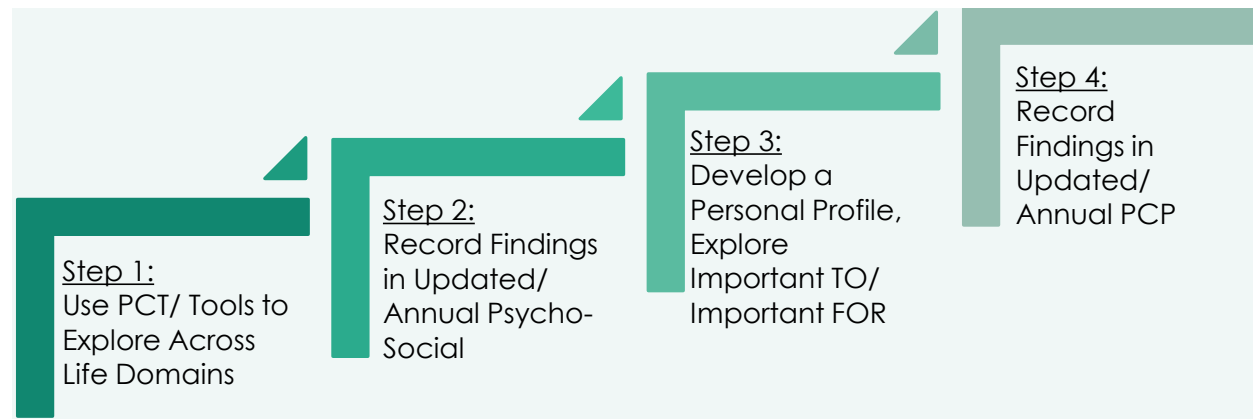 Step 1:
Use PCT/ Tools to
Explore Across
Life Domains
Step 2:
Record Findings
in Updated/
Annual Psycho-
Social
Step 3:
Develop a
Personal Profile,
Explore
Important TO/
Important FOR
Step 4:
Record
Findings in
Updated/
Annual PCP